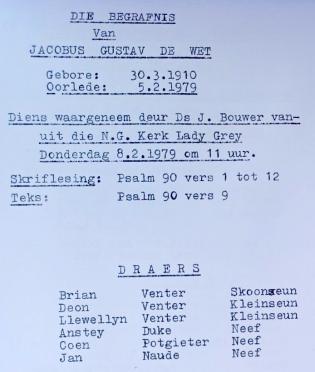 DIE BEGRAFNIS
Van
JACOBUS GUSTAV DE WET
Gebore: 30.3.1910
Oorlede: 5.2.1979
Diens waargeneem deur Ds J. Bouwer van-
uit die N.G. Kerk Lady Grey
Donderdag 8.2.1979 om 11 uur.
Skriflesing: Psalm 90 vers 1 tot 12
Teks: Psalm 90 vers 9
D R A E R S
Brian Venter Skoonseun
Deon Venter Kleinseun
Llewellyn Venter Kleinseun
Anstey Duke Neef
Coen Potgieter Neef
Jan Naude Neef